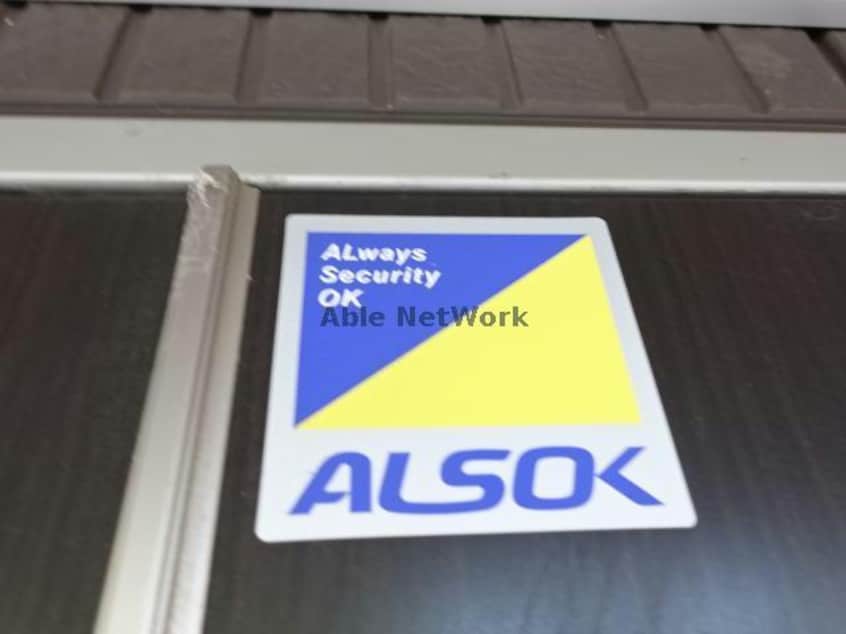 ALways
Security
OK
Able NetWork
ALSOK